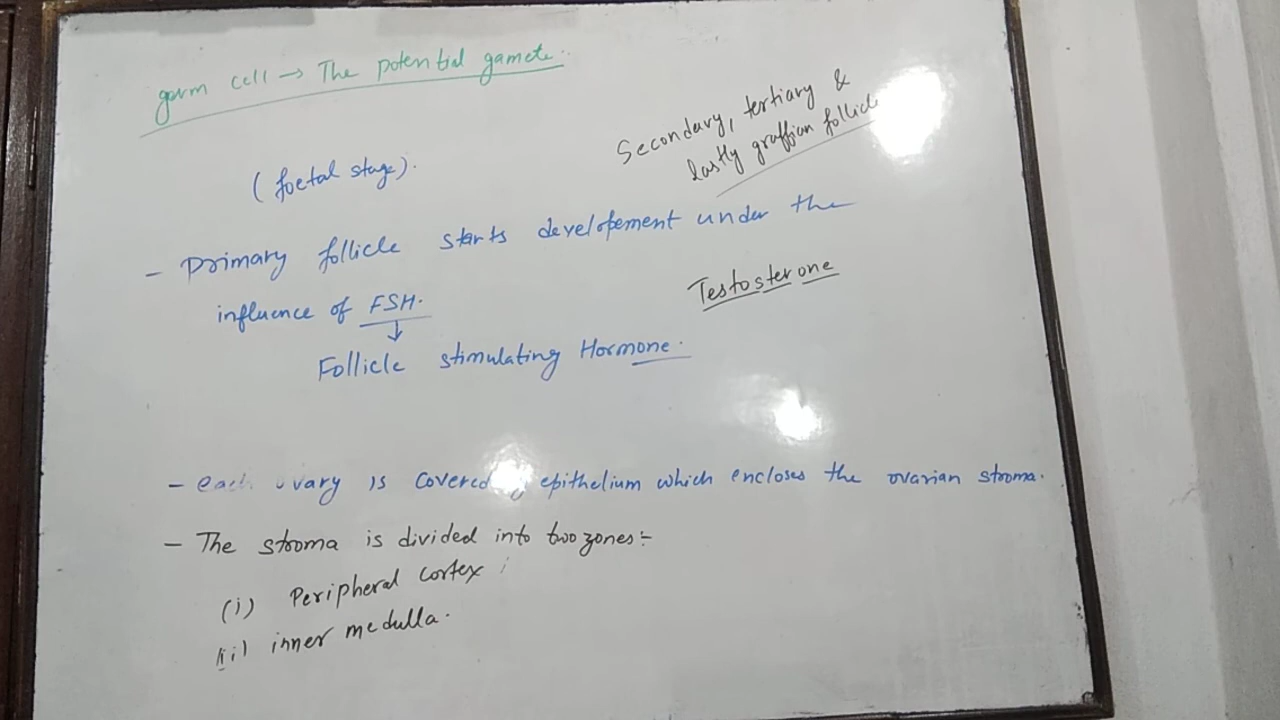 germ cell → The potential gamete..
Secondary, tertiary &
lastly graffian follicle
(foetal stage).
- Primary follicle starts developement under the
influence of FSH.
Testosterone
↓
Follicle stimulating Hormone.
- each ovary is covered epithelium which encloses the ovarian stroma.
- The stroma is divided into two zones:-
(i) Peripheral cortex ;
(ii) inner medulla.